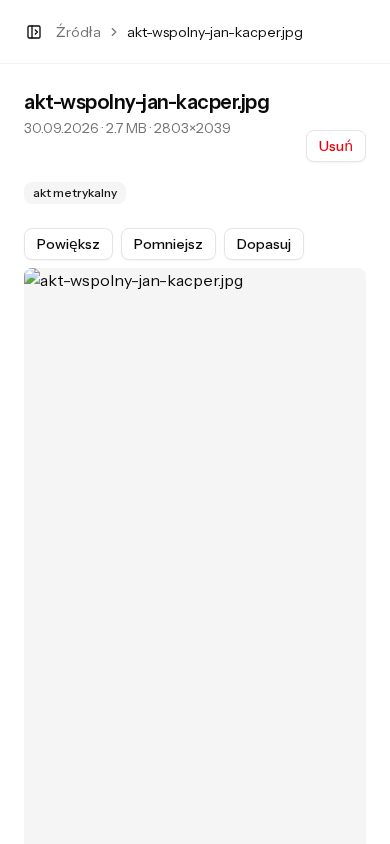 Źródła > akt-wspolny-jan-kacper.jpg
akt-wspolny-jan-kacper.jpg
30.09.2026 · 2.7 MB · 2803×2039
Usuń
akt metrykalny
Powiększ Pomniejsz Dopasuj
akt-wspolny-jan-kacper.jpg